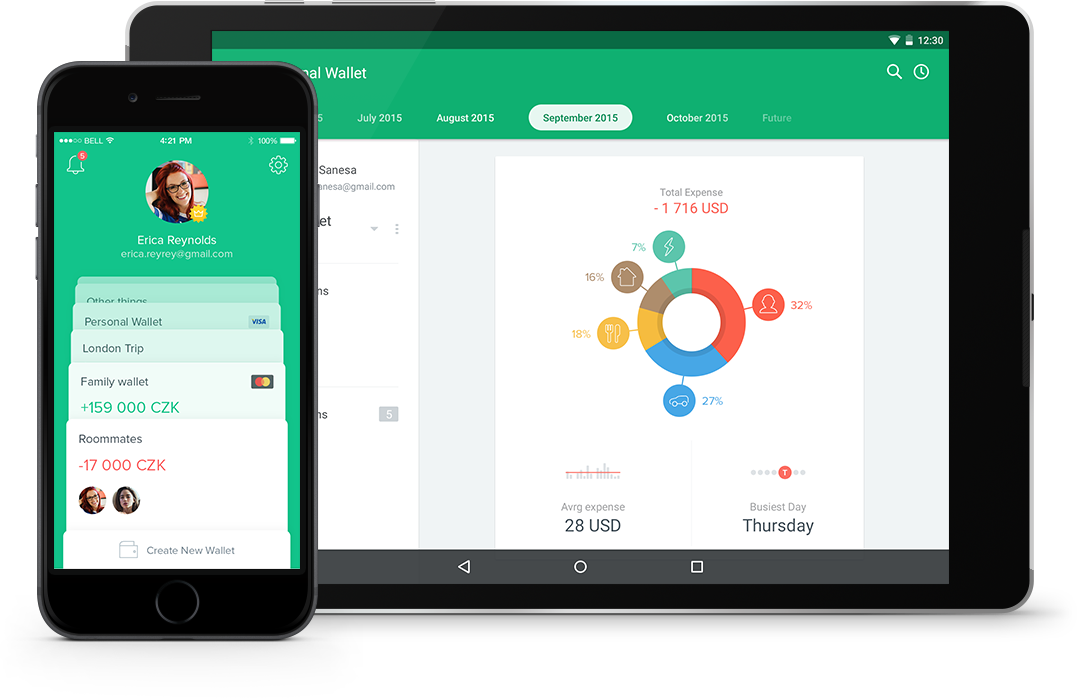 BELL
4:21 PM
100%
5
Erica Reynolds
erica.reyrey@gmail.com
Other things
Personal Wallet
VISA
London Trip
Family wallet
+159 000 CZK
Roommates
-17 000 CZK
Create New Wallet
12:30
nal Wallet
5
July 2015
August 2015
September 2015
October 2015
Future
Sanesa
anesa@gmail.com
et
ns
ns
5
Total Expense
- 1 716 USD
7%
16%
32%
18%
27%
T
Avrg expense
28 USD
Busiest Day
Thursday